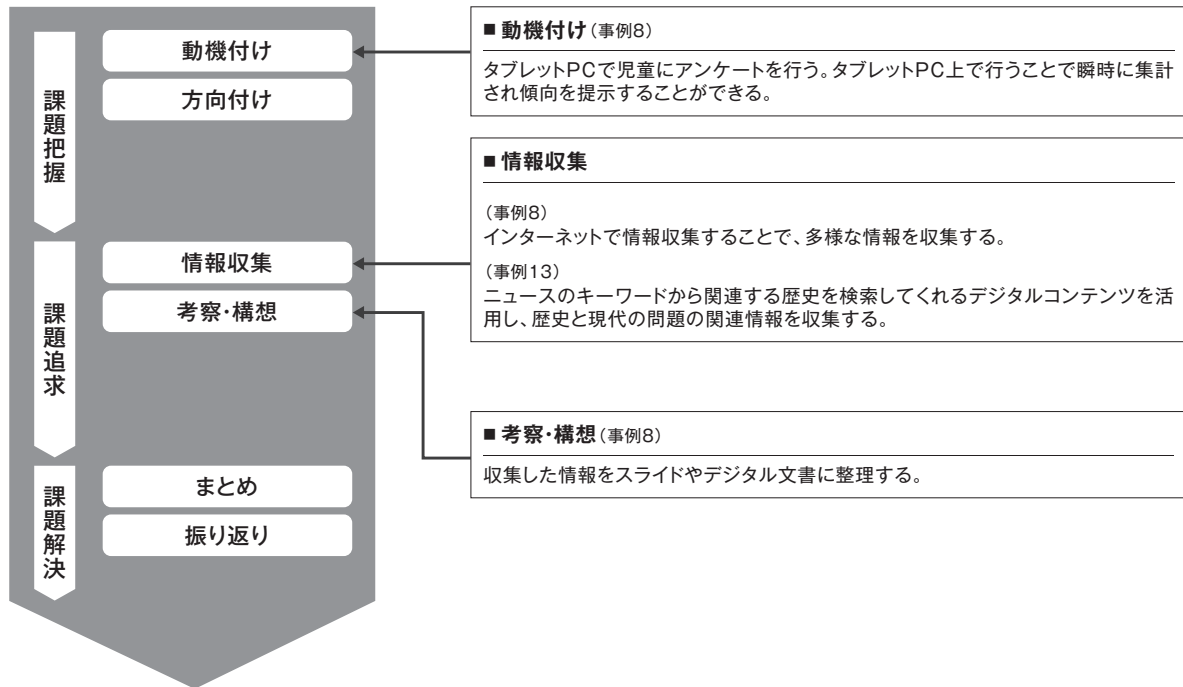 課題把握
動機付け
方向付け
課題追求
情報収集
考察・構想
課題解決
まとめ
振り返り
■ 動機付け(事例8)
タブレットPCで児童にアンケートを行う。タブレットPC上で行うことで瞬時に集計
され傾向を提示することができる。
■ 情報収集
(事例8)
インターネットで情報収集することで、多様な情報を収集する。
(事例13)
ニュースのキーワードから関連する歴史を検索してくれるデジタルコンテンツを活
用し、歴史と現代の問題の関連情報を収集する。
■ 考察・構想(事例8)
収集した情報をスライドやデジタル文書に整理する。